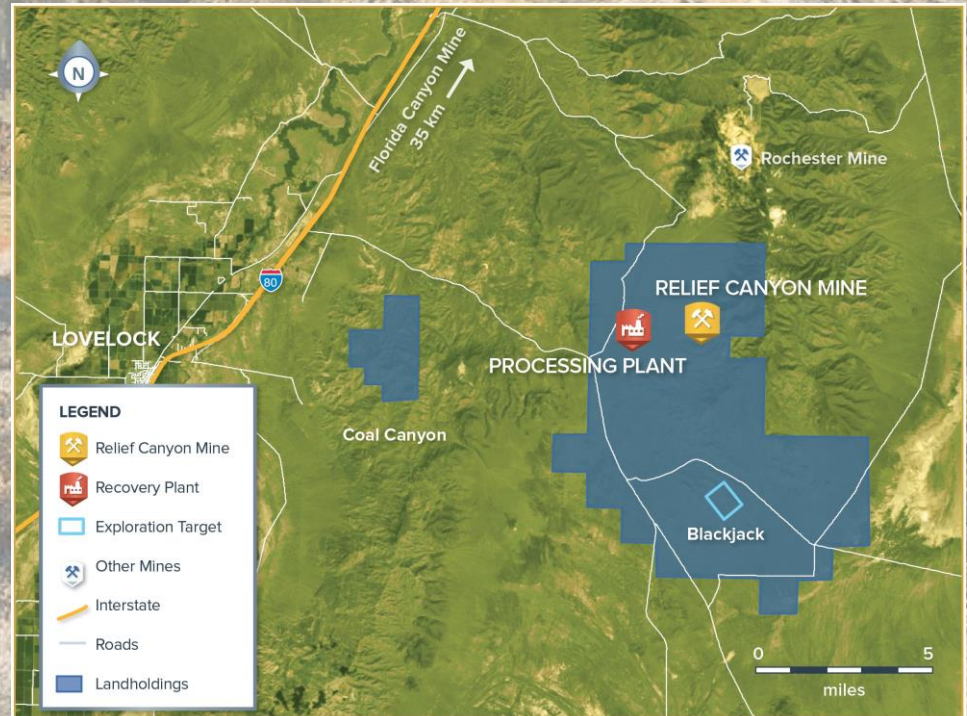 N
Florida Canyon Mine
35 km
Rochester Mine
80
RELIEF CANYON MINE
LOVELOCK
PROCESSING PLANT
Coal Canyon
Blackjack
LEGEND
Relief Canyon Mine
Recovery Plant
Exploration Target
Other Mines
Interstate
Roads
Landholdings
0 5
miles